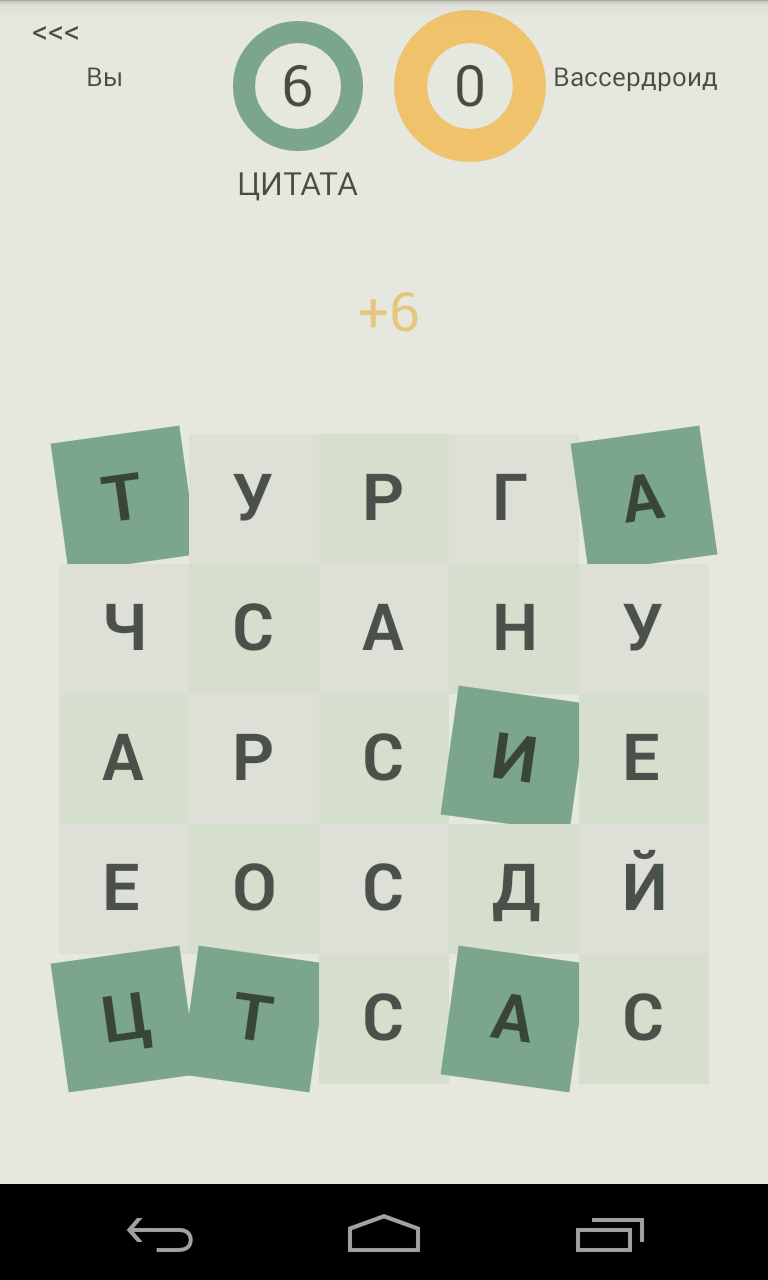 <<<
Вы 6 0 Вассердроид
ЦИТАТА
+6
Т У Р Г А
Ч С А Н У
А Р С И Е
Е О С Д Й
Ц Т С А С